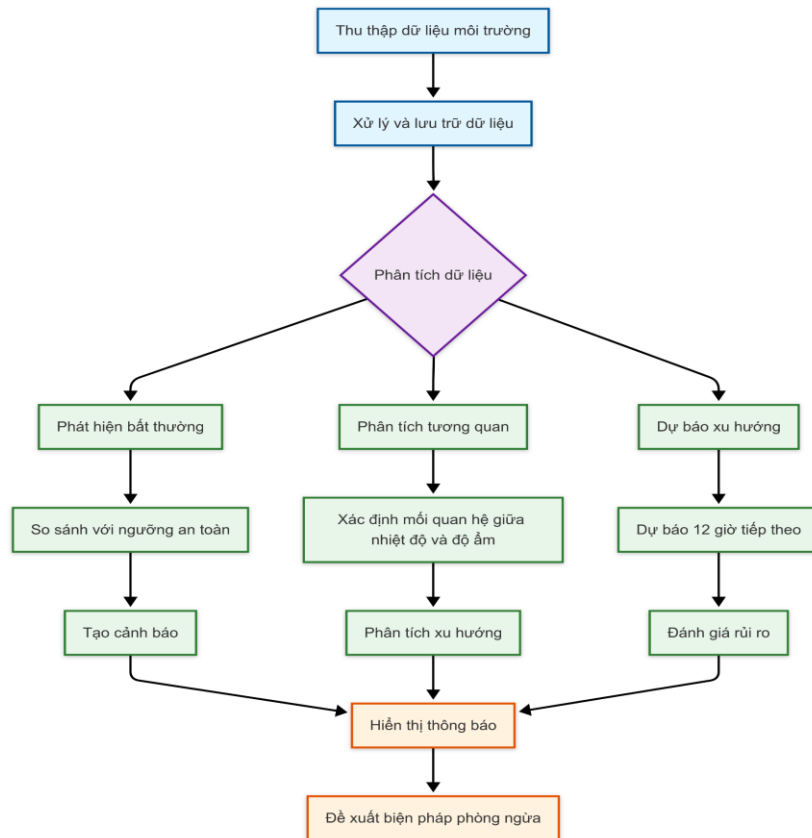 Thu thập dữ liệu môi trường
Xử lý và lưu trữ dữ liệu
Phân tích dữ liệu
Phát hiện bất thường
Phân tích tương quan
Dự báo xu hướng
So sánh với ngưỡng an toàn
Xác định mối quan hệ giữa
nhiệt độ và độ ẩm
Dự báo 12 giờ tiếp theo
Tạo cảnh báo
Phân tích xu hướng
Đánh giá rủi ro
Hiển thị thông báo
Đề xuất biện pháp phòng ngừa